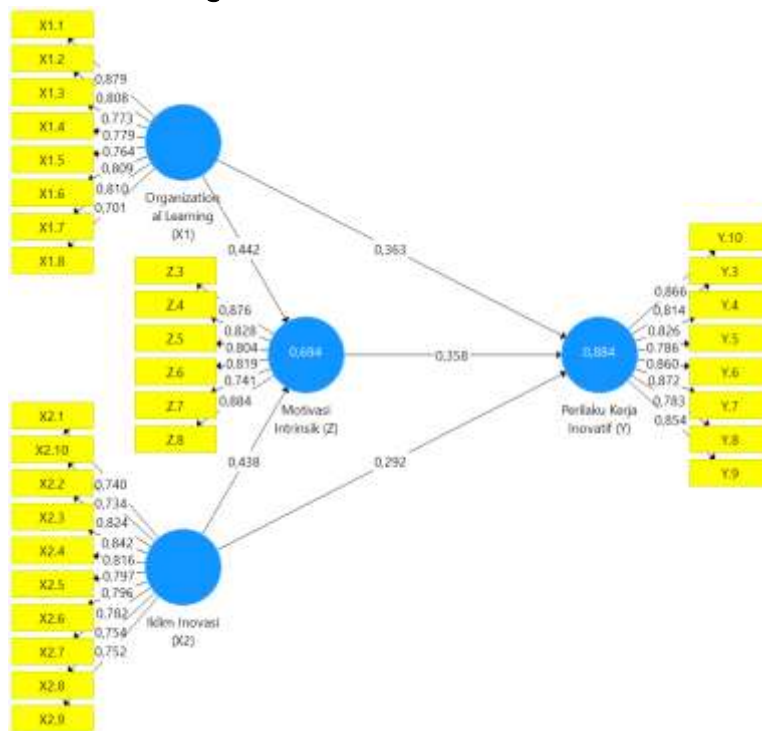 X1.1
X1.2
X1.3
X1.4
X1.5
X1.6
X1.7
X1.8
0,879
0,808
0,773
0,779
0,764
0,809
0,810
0,701
Organization
al Learning
(X1)
0,442
0,363
Z.3
Z.4
Z.5
Z.6
Z.7
Z.8
0,876
0,828
0,804
0,819
0,741
0,884
Motivasi
Intrinsik (Z)
0,358
0,884
Perilaku Kerja
Inovatif (Y)
Y.10
Y.3
Y.4
Y.5
Y.6
Y.7
Y.8
Y.9
0,866
0,814
0,826
0,786
0,860
0,872
0,783
0,854
0,438
0,292
X2.1
X2.10
X2.2
X2.3
X2.4
X2.5
X2.6
X2.7
X2.8
X2.9
0,740
0,734
0,824
0,842
0,816
0,797
0,796
0,782
0,754
0,752
Iklim Inovasi
(X2)